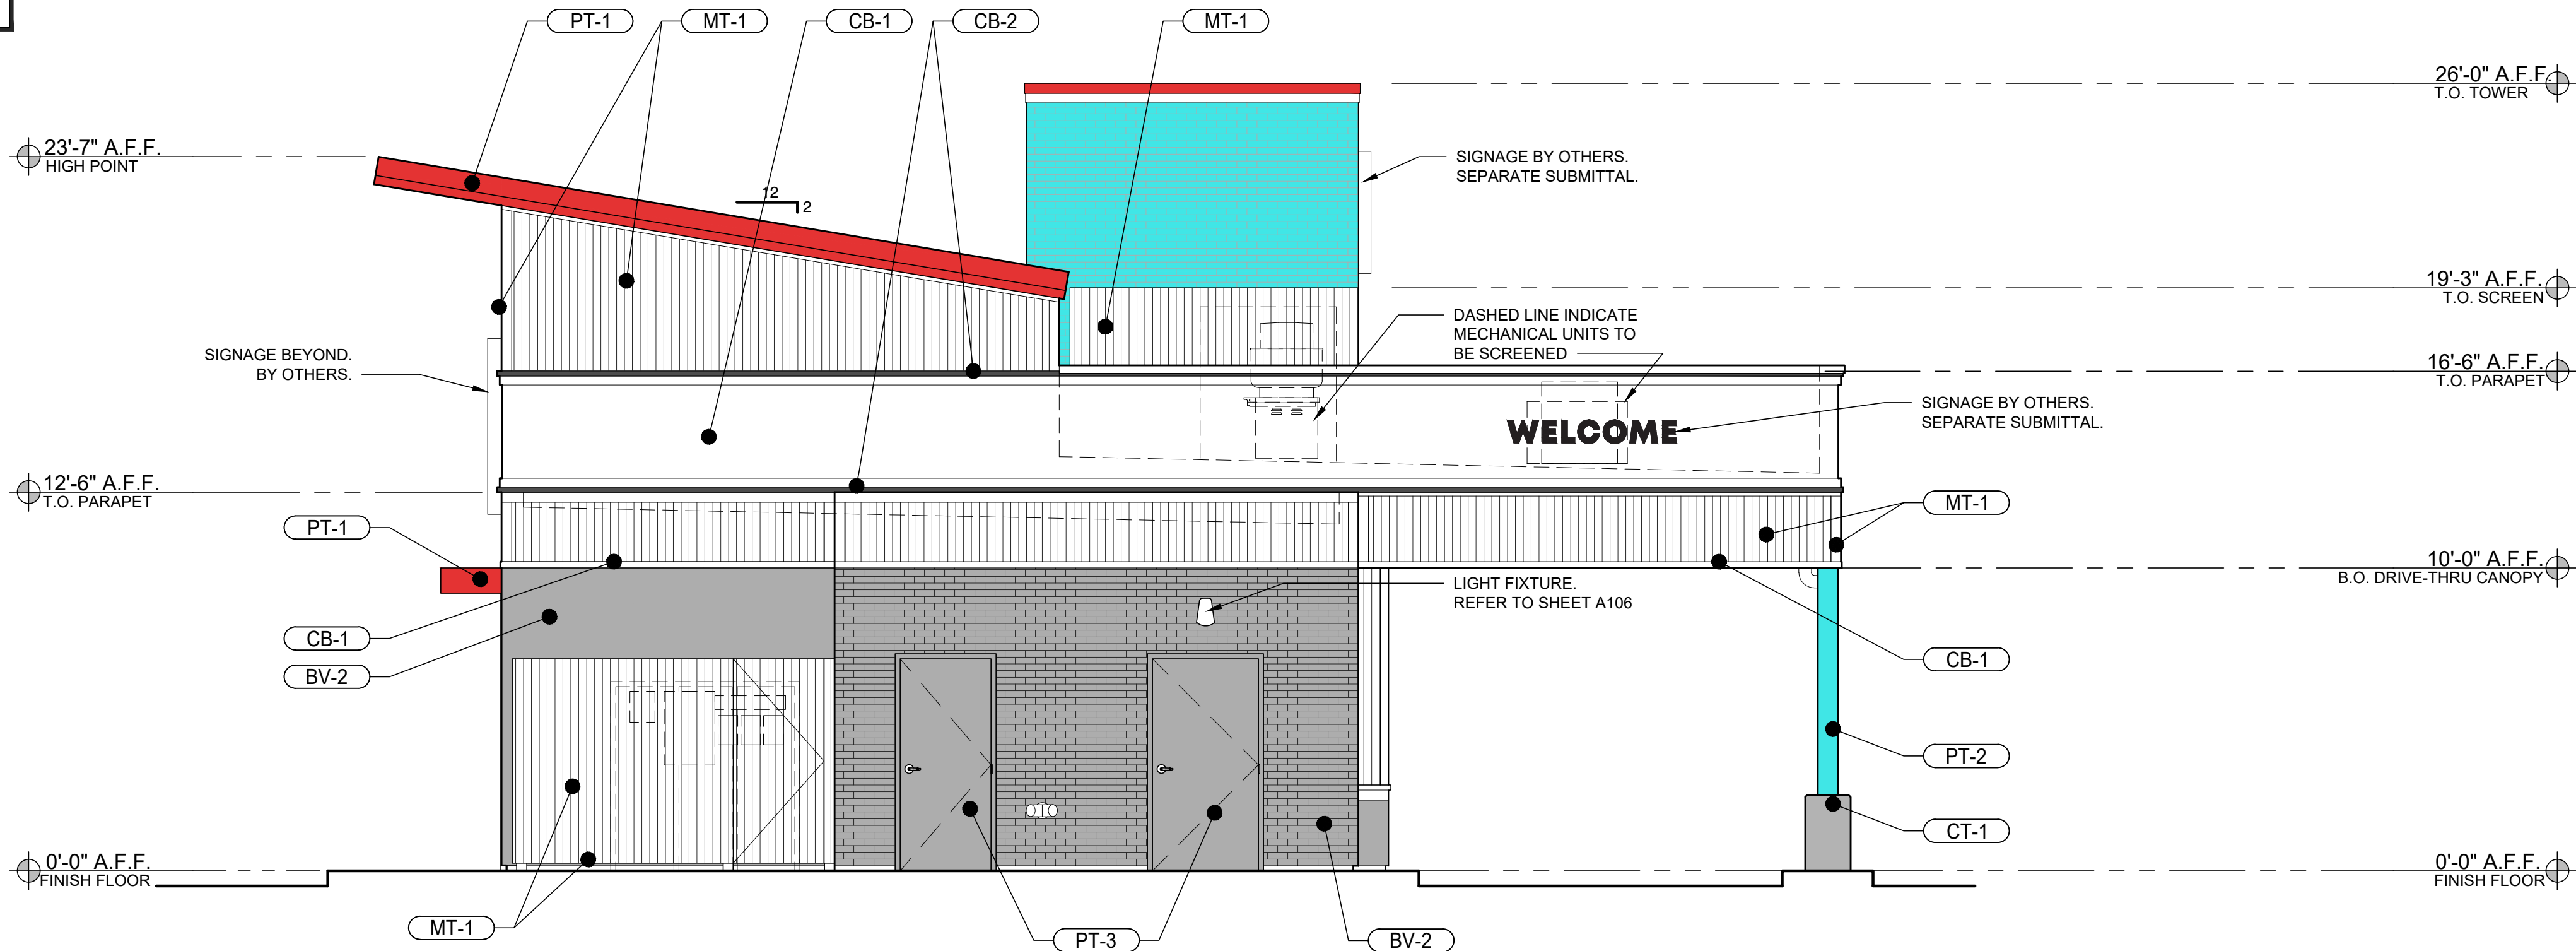 PT-1
MT-1
CB-1
CB-2
MT-1
26'-0" A.F.F.
T.O. TOWER
23'-7" A.F.F.
HIGH POINT
SIGNAGE BY OTHERS.
SEPARATE SUBMITTAL.
12
2
19'-3" A.F.F.
T.O. SCREEN
DASHED LINE INDICATE
MECHANICAL UNITS TO
BE SCREENED
SIGNAGE BEYOND.
BY OTHERS.
16'-6" A.F.F.
T.O. PARAPET
WELCOME
SIGNAGE BY OTHERS.
SEPARATE SUBMITTAL.
12'-6" A.F.F.
T.O. PARAPET
MT-1
PT-1
10'-0" A.F.F.
B.O. DRIVE-THRU CANOPY
LIGHT FIXTURE.
REFER TO SHEET A106
CB-1
CB-1
BV-2
PT-2
CT-1
0'-0" A.F.F.
FINISH FLOOR
0'-0" A.F.F.
FINISH FLOOR
MT-1
PT-3
BV-2